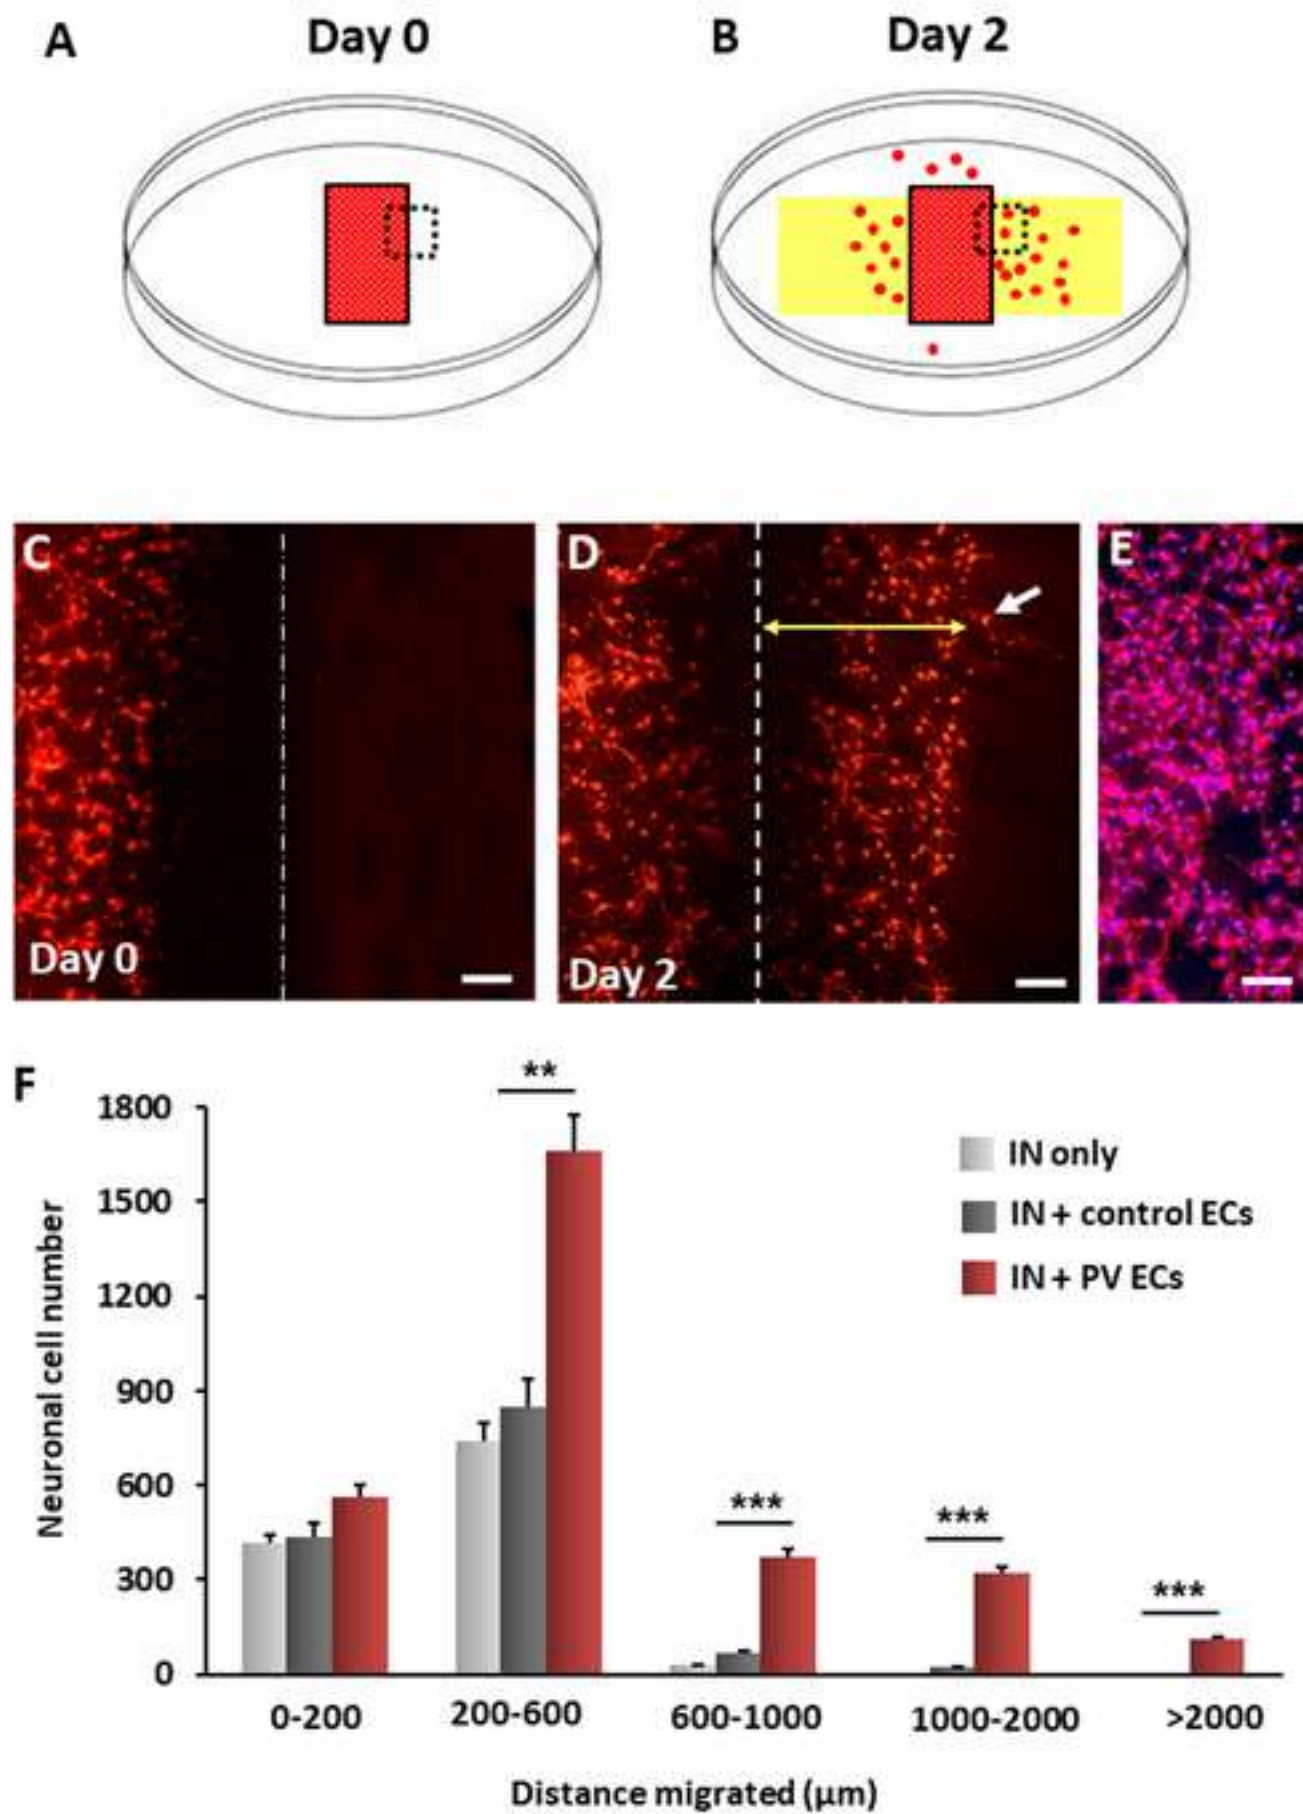 A
Day 0
B
Day 2
C
Day 0
D
Day 2
E
F
**
***
***
***
1800
1500
1200
900
600
300
0
Neuronal cell number
IN only
IN + control ECs
IN + PV ECs
0-200
200-600
600-1000
1000-2000
>2000
Distance migrated (µm)